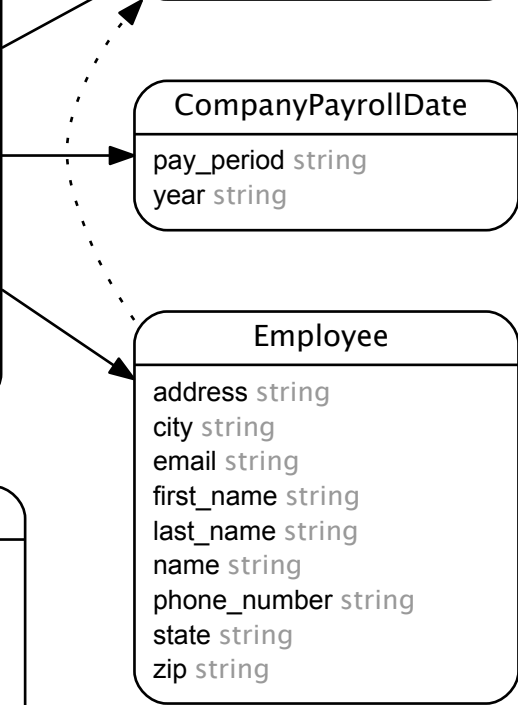 CompanyPayrollDate
pay_period string
year string
Employee
address string
city string
email string
first_name string
last_name string
name string
phone_number string
state string
zip string